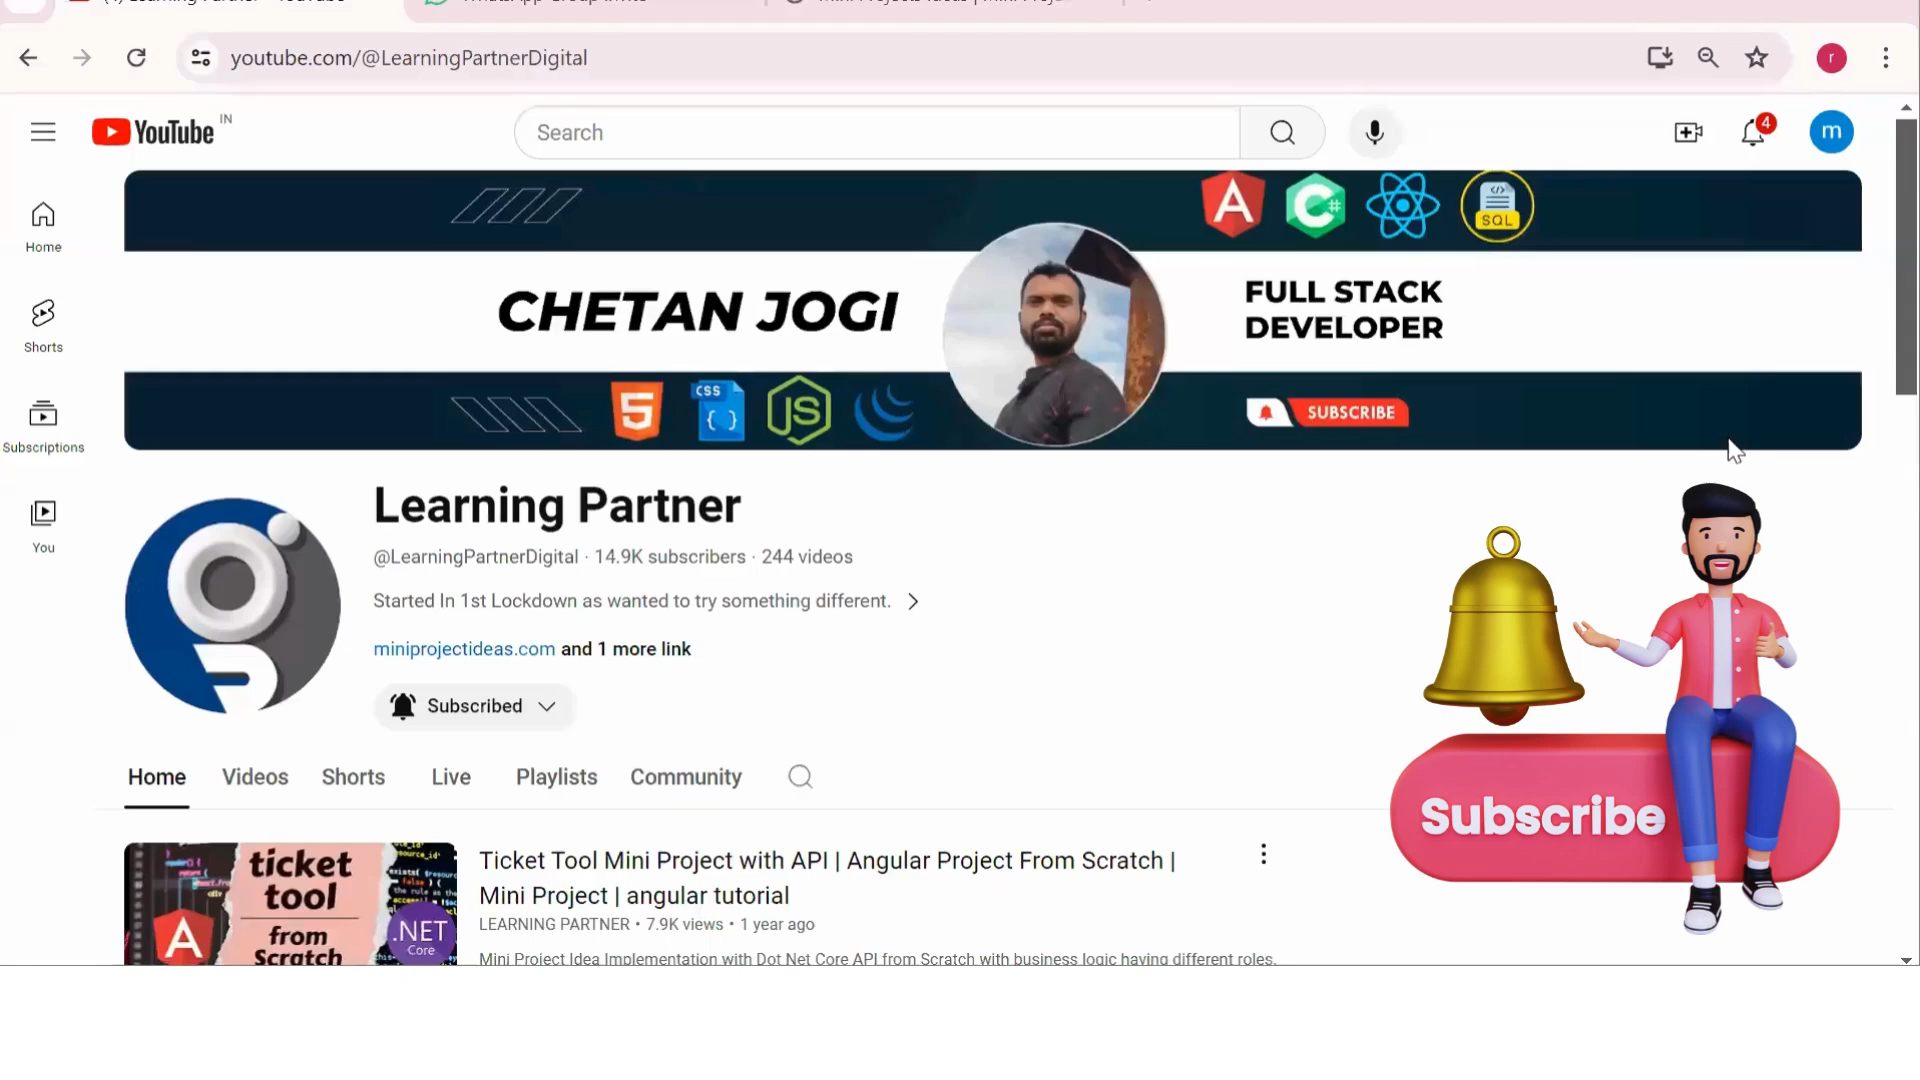 youtube.com/@LearningPartnerDigital
r
YouTube IN
Search
4
m
Home
Shorts
Subscriptions
You
SQL
CHETAN JOGI
FULL STACK
DEVELOPER
CSS
SUBSCRIBE
Learning Partner
@LearningPartnerDigital · 14.9K subscribers · 244 videos
Started In 1st Lockdown as wanted to try something different.
miniprojectideas.com and 1 more link
Subscribed
Subscribe
Home Videos Shorts Live Playlists Community
ticket
tool
from
Scratch
.NET
Core
Ticket Tool Mini Project with API | Angular Project From Scratch |
Mini Project | angular tutorial
LEARNING PARTNER • 7.9K views • 1 year ago
Mini Project Idea Implementation with Dot Net Core API from Scratch with business logic having different roles.